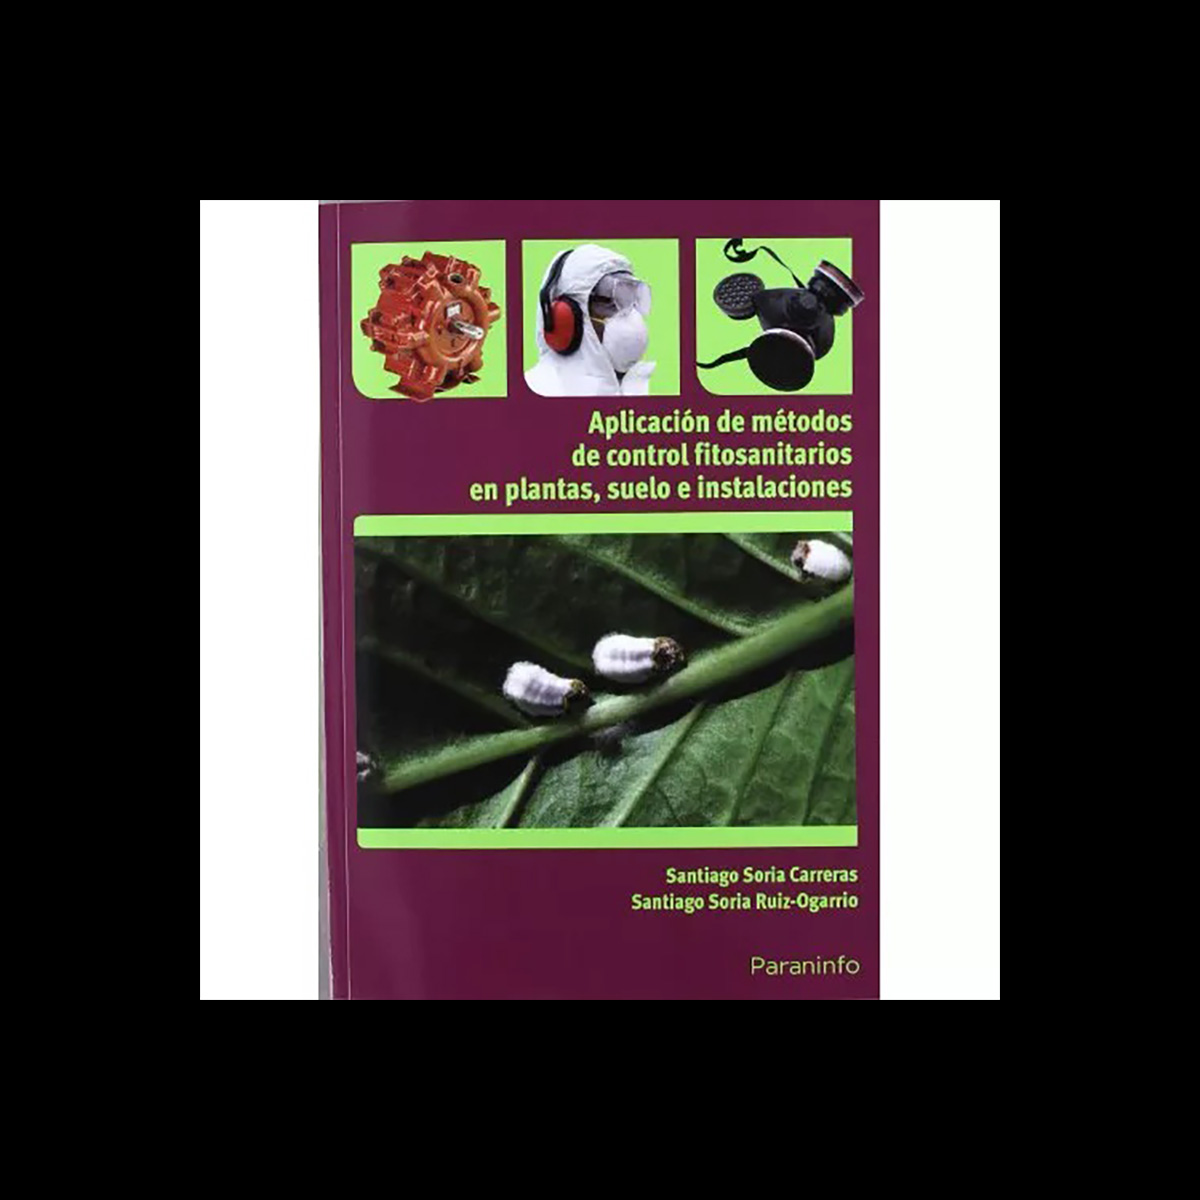 Aplicación de métodos
de control fitosanitarios
en plantas, suelo e instalaciones
Santiago Soria Carreras
Santiago Soria Ruiz-Ogarrio
Paraninfo